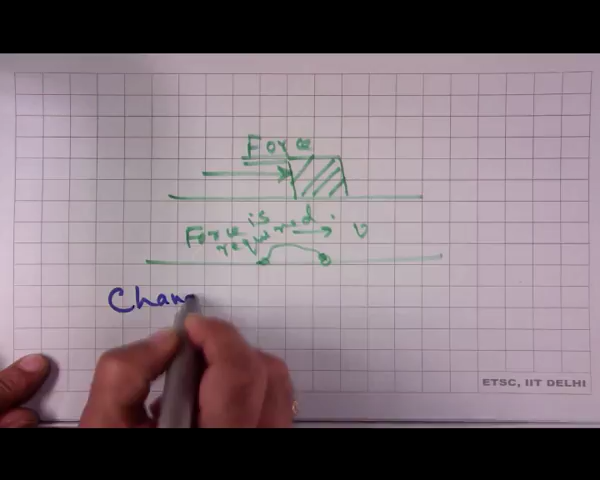 Force
Force is
required. v
Chan
ETSC, IIT DELHI